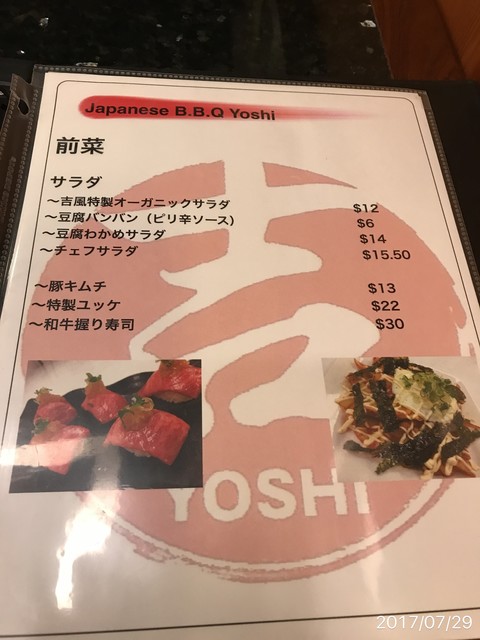 Japanese B.B.Q Yoshi
前菜
サラダ
～吉風特製オーガニックサラダ $12
～豆腐バンバン（ピリ辛ソース） $6
～豆腐わかめサラダ $14
～チェフサラダ $15.50
～豚キムチ $13
～特製ユッケ $22
～和牛握り寿司 $30
吉
YOSHI
2017/07/29